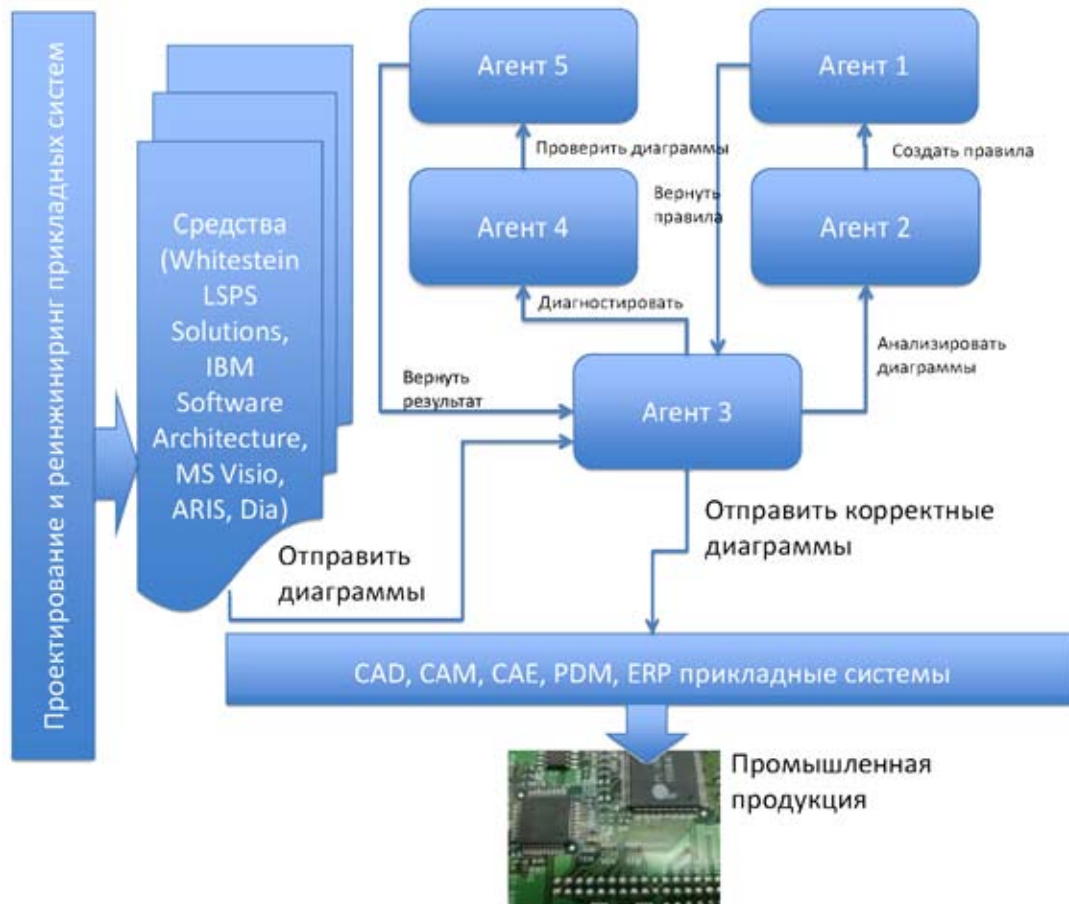 Проектирование и реинжиниринг прикладных систем
Средства
(Whitestein
LSPS
Solutions,
IBM
Software
Architecture,
MS Visio,
ARIS, Dia)
Агент 5
Агент 1
Проверить диаграммы
Создать правила
Вернуть
правила
Агент 4
Агент 2
Диагностировать
Анализировать
диаграммы
Вернуть
результат
Агент 3
Отправить
диаграммы
Отправить корректные
диаграммы
CAD, CAM, CAE, PDM, ERP прикладные системы
Промышленная
продукция